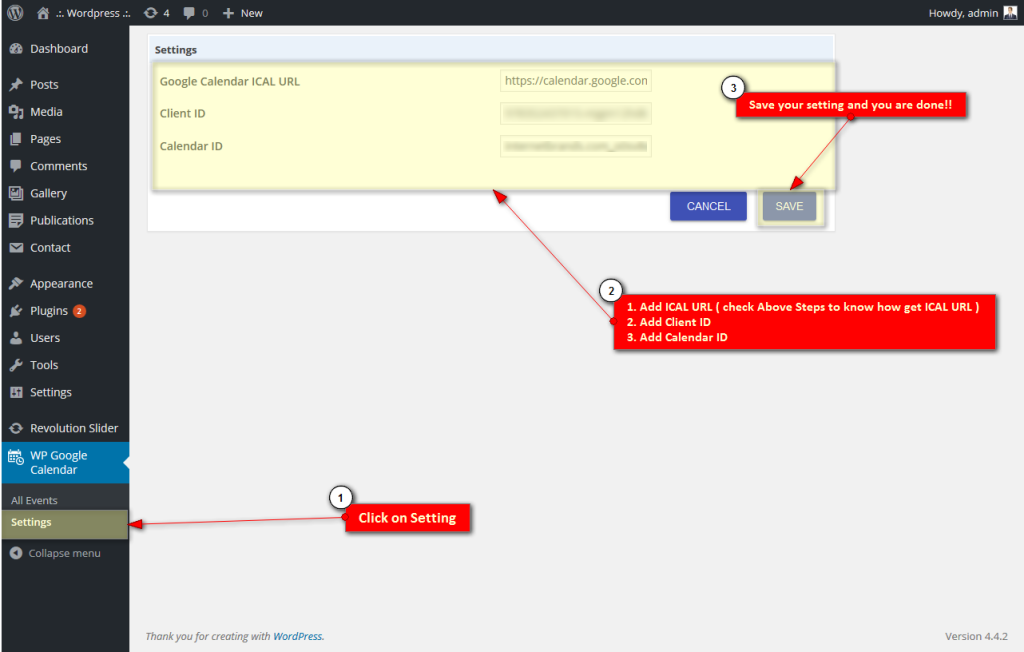 .:. Wordpress .:.
4
0
New
Howdy, admin
Dashboard
Posts
Media
Pages
Comments
Gallery
Publications
Contact
Appearance
Plugins 2
Users
Tools
Settings
Revolution Slider
WP Google
Calendar
All Events
Settings
Collapse menu
Settings
Google Calendar ICAL URL
https://calendar.google.con
Client ID
Calendar ID
CANCEL
SAVE
3
Save your setting and you are done!!
2
1. Add ICAL URL ( check Above Steps to know how get ICAL URL )
2. Add Client ID
3. Add Calendar ID
1
Click on Setting
Thank you for creating with WordPress.
Version 4.4.2